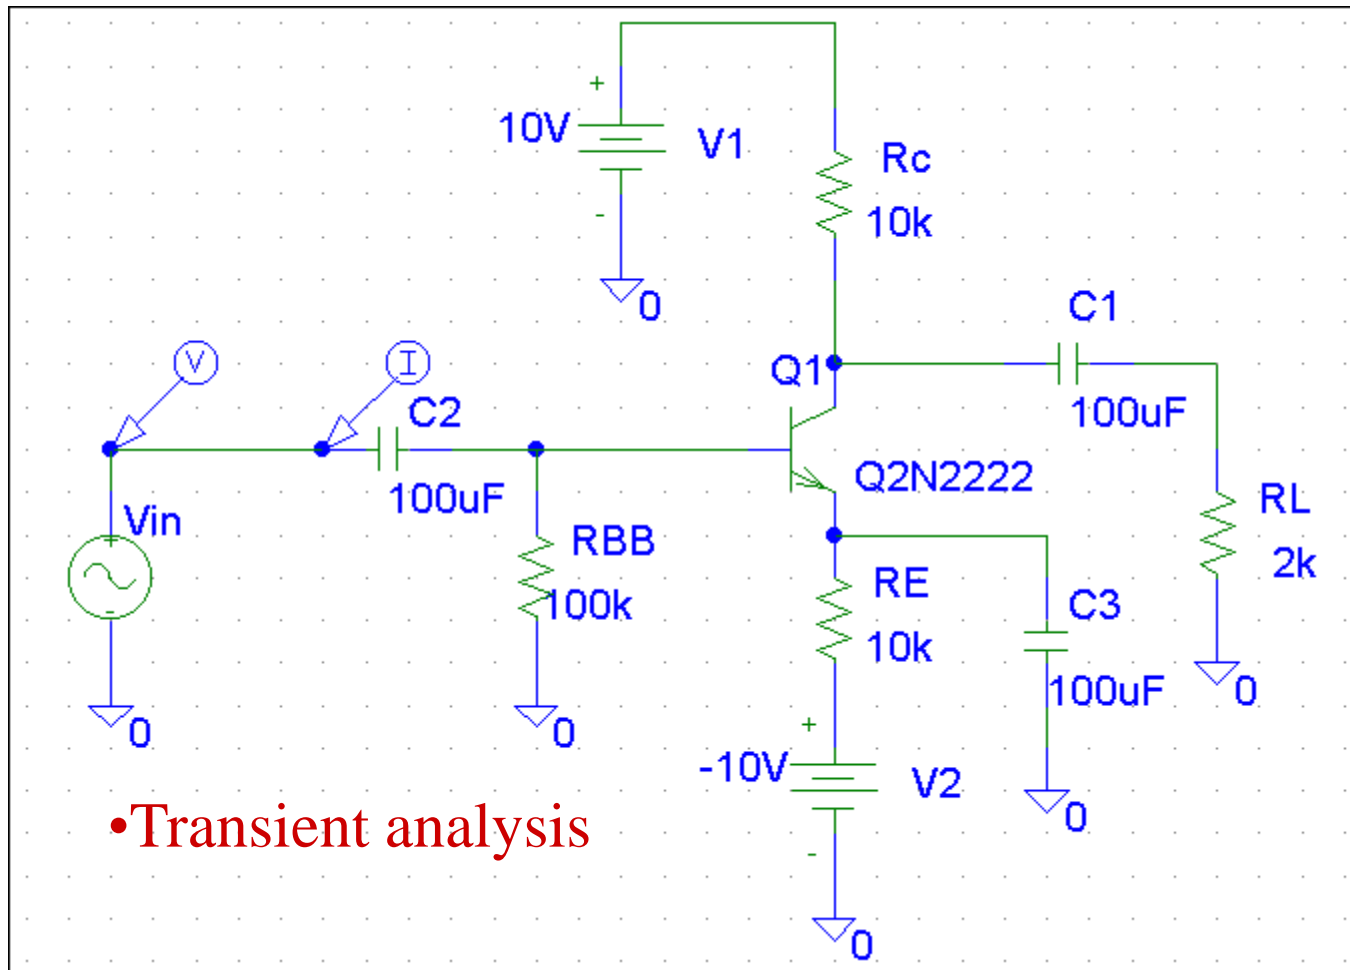 +
10V
V1
-
0
Rc
10k
C1
100uF
Q1
Q2N2222
V
I
C2
100uF
Vin
+
-
0
RBB
100k
0
RE
10k
C3
100uF
0
RL
2k
0
+
-10V
V2
-
0
•Transient analysis